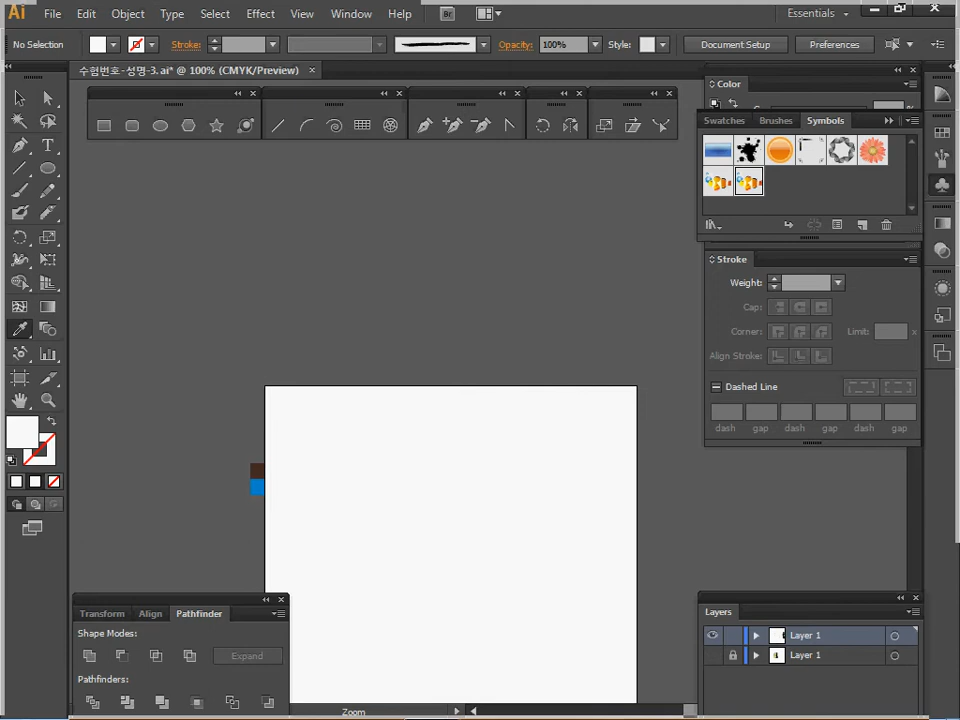 Ai File Edit Object Type Select Effect View Window Help Br Essentials
No Selection Stroke: Opacity: 100% Style: Document Setup Preferences
수험번호-성명-3.ai* @ 100% (CMYK/Preview)
Color
Swatches Brushes Symbols
Stroke
Weight:
Cap:
Corner: Limit: x
Align Stroke:
Dashed Line
dash gap dash gap dash gap
Transform Align Pathfinder
Shape Modes:
Expand
Pathfinders:
Layers
Layer 1
Layer 1
Zoom